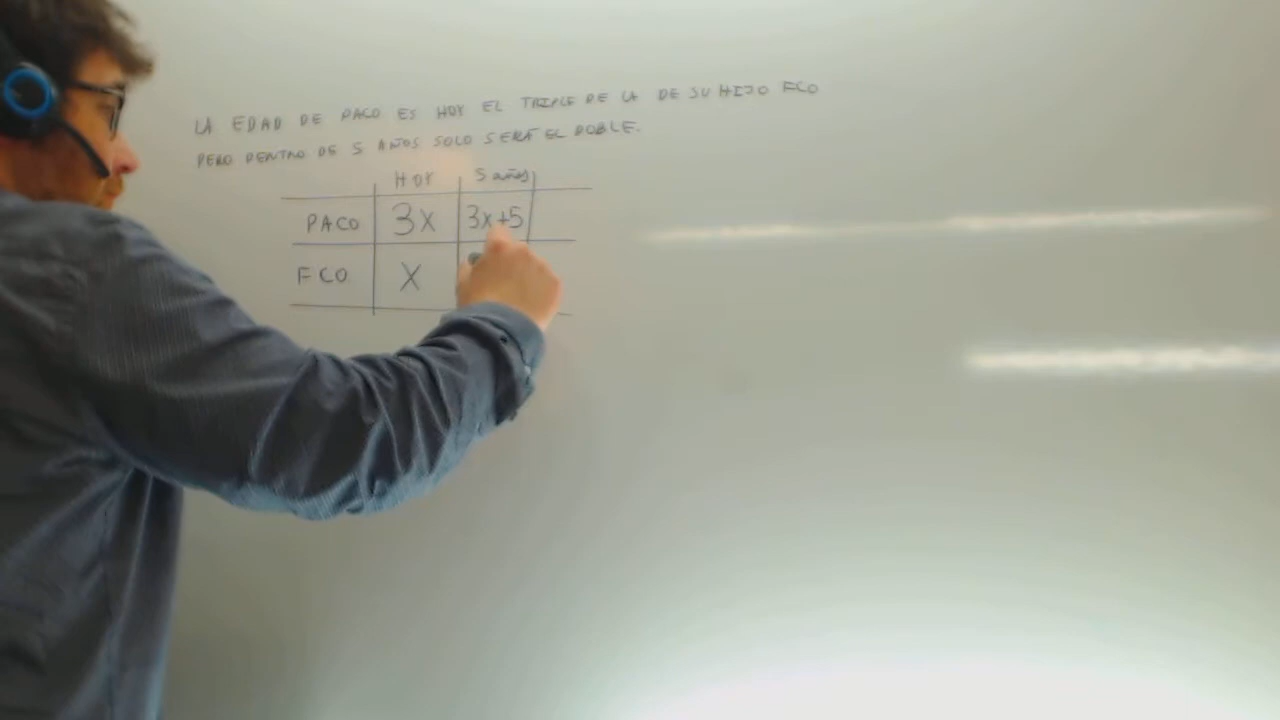 LA EDAD DE PACO ES HOY EL TRIPLE DE LA DE SU HIJO FCO
PERO DENTRO DE 5 AÑOS SOLO SERÁ EL DOBLE.
HOY 5 años
PACO 3X 3x+5
FCO X